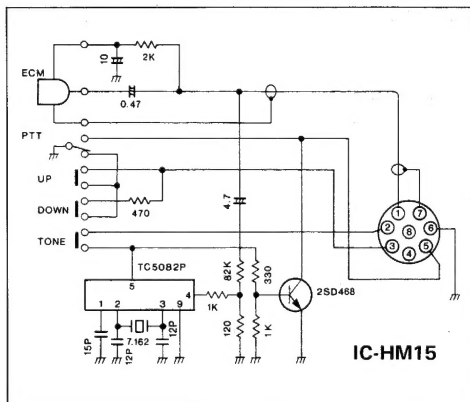 ECM
10
2K
0.47
PTT
UP
DOWN
470
TONE
4.7
1
7
2
8
6
3
4
5
TC5082P
5
1
2
3
9
4
82K
330
1K
2SD468
15P
12P
7.162
12P
120
1K
IC-HM15